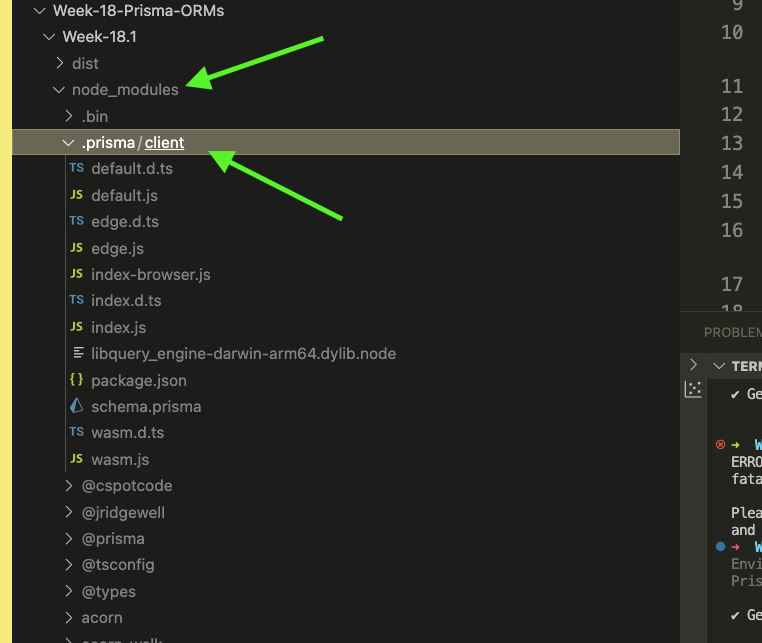 Week-18-Prisma-ORMs
Week-18.1
dist
node_modules
.bin
.prisma/client
TS default.d.ts
JS default.js
TS edge.d.ts
JS edge.js
JS index-browser.js
TS index.d.ts
JS index.js
libquery_engine-darwin-arm64.dylib.node
{} package.json
schema.prisma
TS wasm.d.ts
JS wasm.js
@cspotcode
@jridgewell
@prisma
@tsconfig
@types
acorn
acorn-walk
9
10
11
12
13
14
15
16
17
18
PROBLEM
TERM
✔ Ge
➜ W
ERRO
fata
Plea
and
➜ W
Envi
Pris
✔ Ge